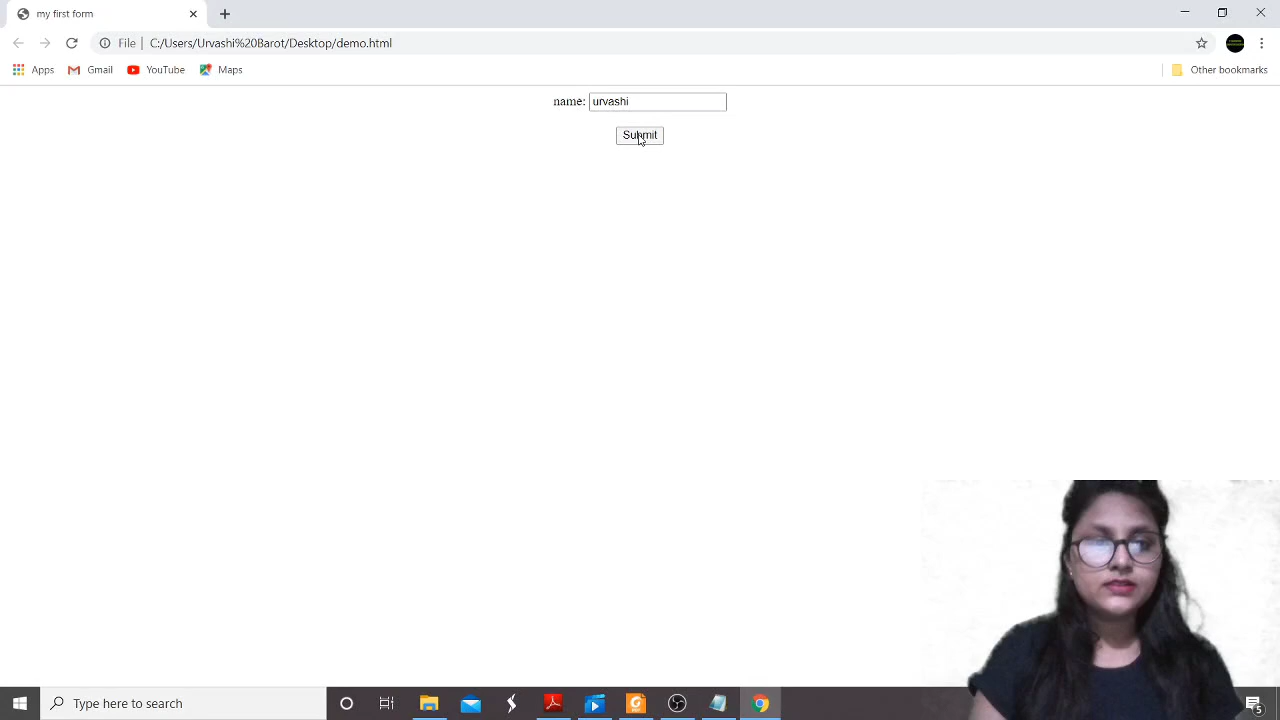 my first form
File
C:/Users/Urvashi%20Barot/Desktop/demo.html
Apps
Gmail
YouTube
Maps
Other bookmarks
name: urvashi
Submit
Type here to search
5